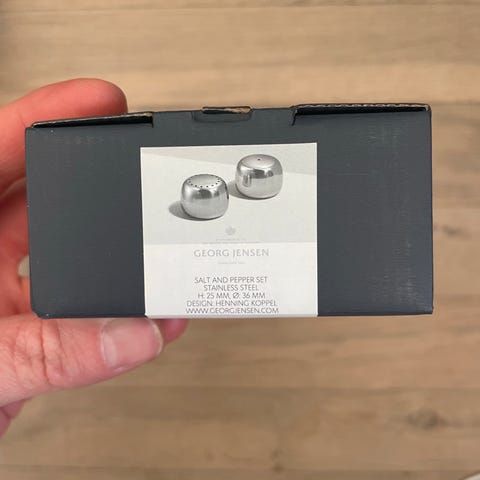 GEORG JENSEN
SALT AND PEPPER SET
STAINLESS STEEL
H: 25 MM, Ø: 36 MM
DESIGN: HENNING KOPPEL
WWW.GEORGJENSEN.COM